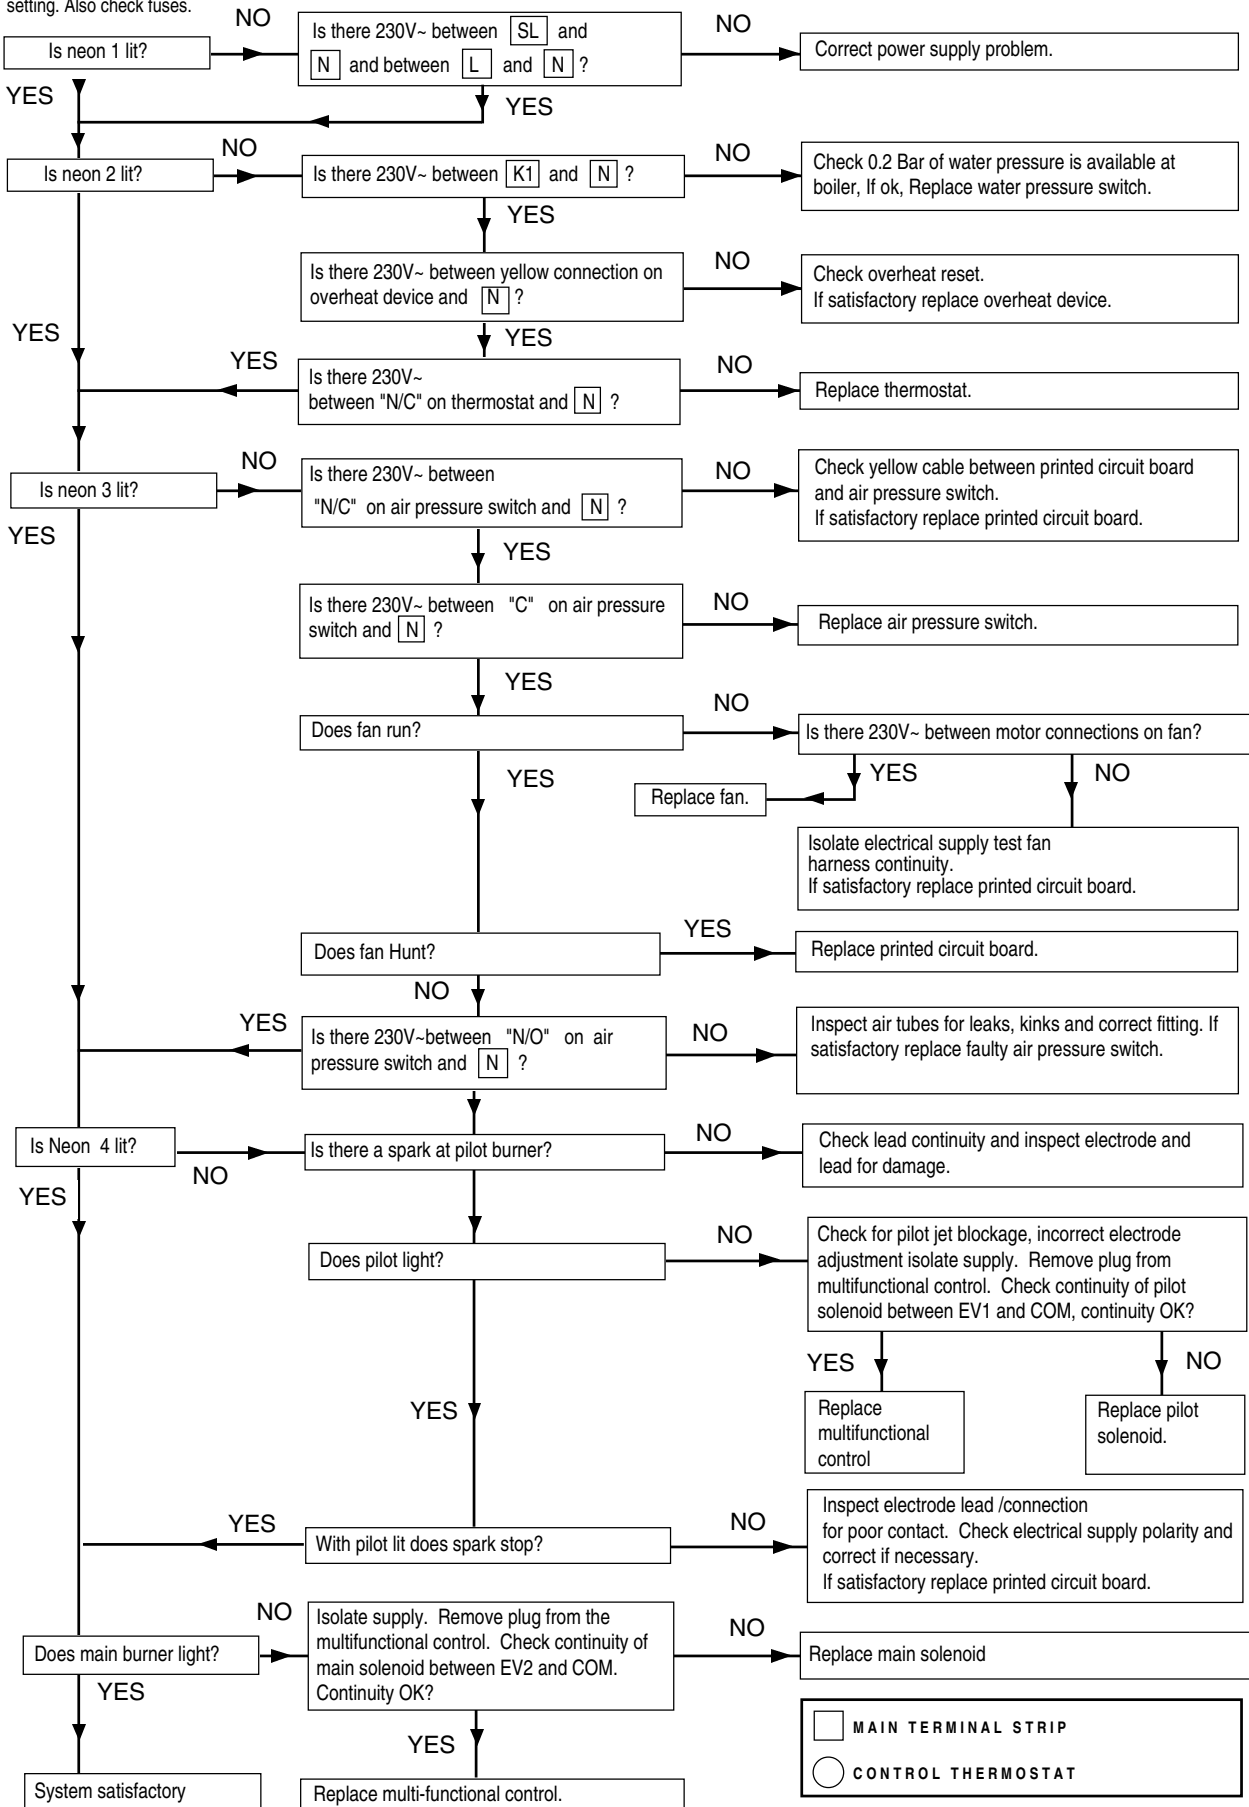 setting. Also check fuses.
Is neon 1 lit?
NO
Is there 230V~ between SL and
N and between L and N ?
NO
Correct power supply problem.
YES
YES
Is neon 2 lit?
NO
Is there 230V~ between K1 and N ?
NO
Check 0.2 Bar of water pressure is available at
boiler, If ok, Replace water pressure switch.
YES
Is there 230V~ between yellow connection on
overheat device and N ?
NO
Check overheat reset.
If satisfactory replace overheat device.
YES
YES
YES
Is there 230V~
between "N/C" on thermostat and N ?
NO
Replace thermostat.
Is neon 3 lit?
NO
Is there 230V~ between
"N/C" on air pressure switch and N ?
NO
Check yellow cable between printed circuit board
and air pressure switch.
If satisfactory replace printed circuit board.
YES
YES
Is there 230V~ between "C" on air pressure
switch and N ?
NO
Replace air pressure switch.
YES
Does fan run?
NO
Is there 230V~ between motor connections on fan?
YES
YES
NO
Replace fan.
Isolate electrical supply test fan
harness continuity.
If satisfactory replace printed circuit board.
Does fan Hunt?
YES
Replace printed circuit board.
NO
YES
Is there 230V~between "N/O" on air
pressure switch and N ?
NO
Inspect air tubes for leaks, kinks and correct fitting. If
satisfactory replace faulty air pressure switch.
Is Neon 4 lit?
NO
Is there a spark at pilot burner?
NO
Check lead continuity and inspect electrode and
lead for damage.
YES
Does pilot light?
NO
Check for pilot jet blockage, incorrect electrode
adjustment isolate supply. Remove plug from
multifunctional control. Check continuity of pilot
solenoid between EV1 and COM, continuity OK?
YES
NO
YES
Replace
multifunctional
control
Replace pilot
solenoid.
YES
With pilot lit does spark stop?
NO
Inspect electrode lead /connection
for poor contact. Check electrical supply polarity and
correct if necessary.
If satisfactory replace printed circuit board.
Does main burner light?
NO
Isolate supply. Remove plug from the
multifunctional control. Check continuity of
main solenoid between EV2 and COM.
Continuity OK?
NO
Replace main solenoid
YES
YES
MAIN TERMINAL STRIP
CONTROL THERMOSTAT
System satisfactory
Replace multi-functional control.